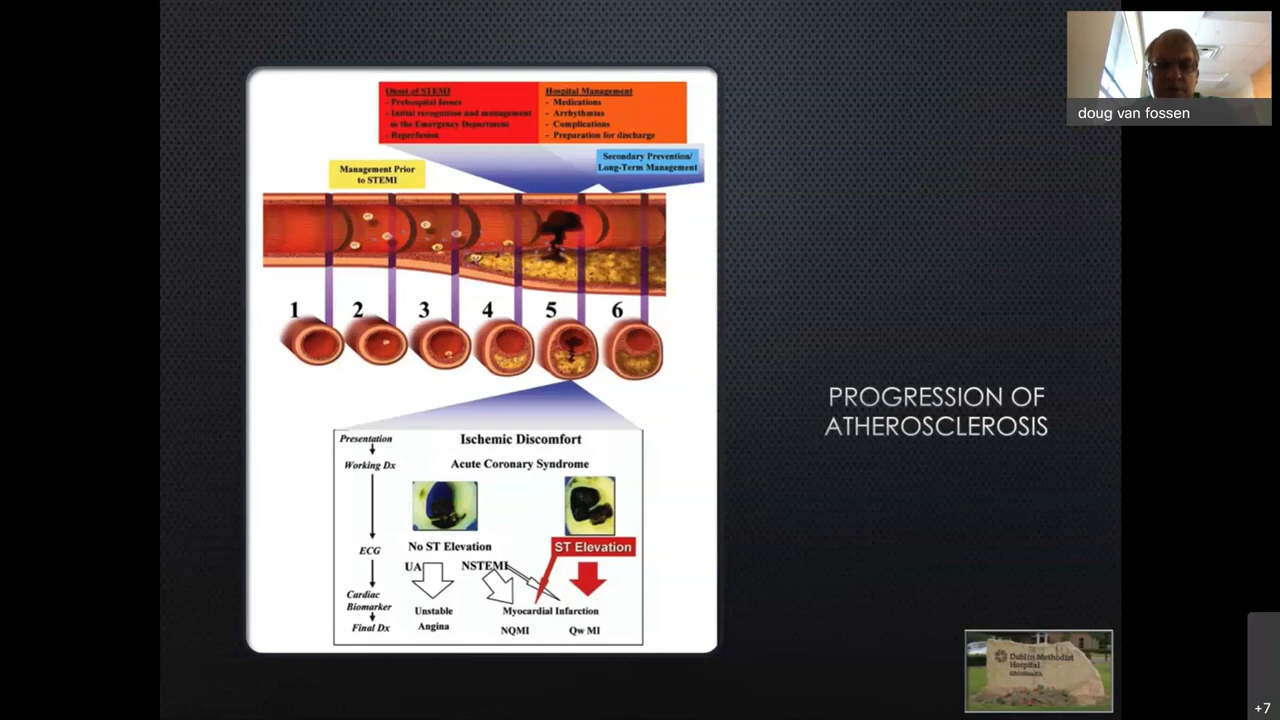 Onset of STEMI
- Prehospital Issues
- Initial recognition and management
in the Emergency Department
- Reperfusion
Hospital Management
- Medications
- Arrhythmias
- Complications
- Preparation for discharge
Secondary Prevention/
Long-Term Management
Management Prior
to STEMI
1 2 3 4 5 6
Presentation
Working Dx
ECG
Cardiac
Biomarker
Final Dx
Ischemic Discomfort
Acute Coronary Syndrome
No ST Elevation
ST Elevation
UA
NSTEMI
Unstable
Angina
Myocardial Infarction
NQMI
Qw MI
PROGRESSION OF
ATHEROSCLEROSIS
doug van fossen
Dublin Methodist
Hospital
OhioHealth
+7